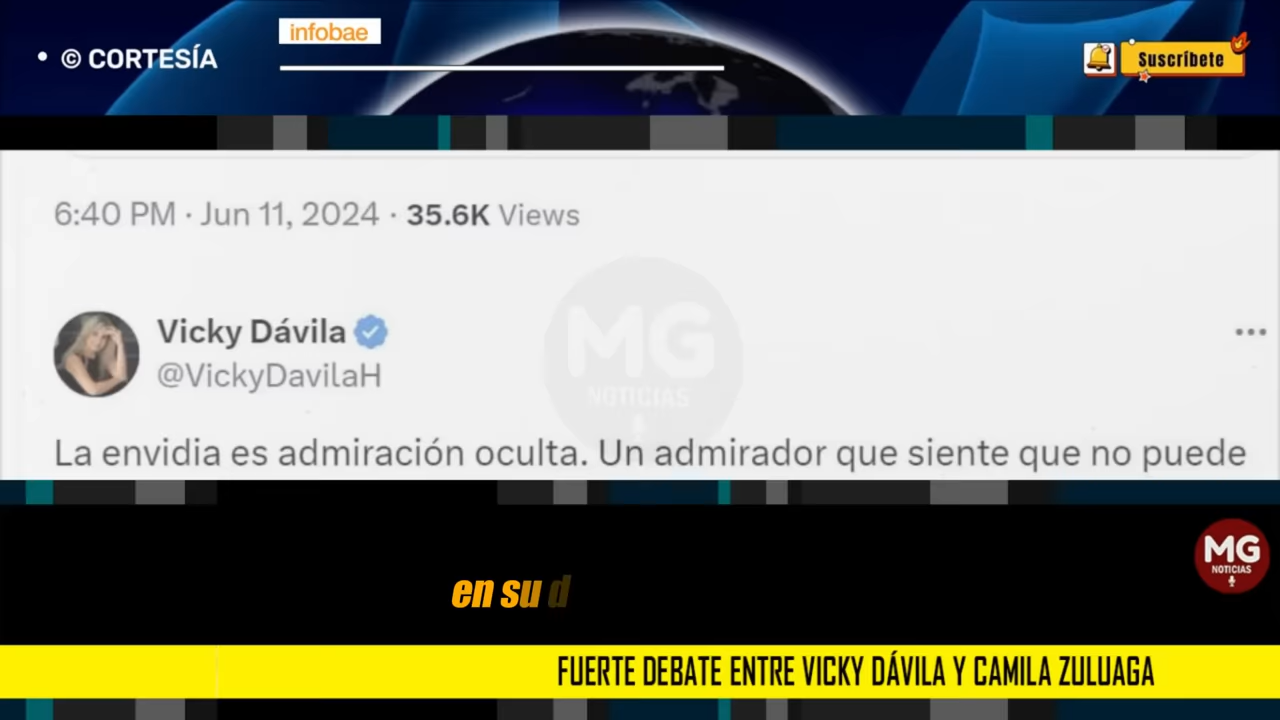 infobae
• © CORTESÍA
Suscríbete
6:40 PM · Jun 11, 2024 · 35.6K Views
MG
NOTICIAS
Vicky Dávila
@VickyDavilaH
La envidia es admiración oculta. Un admirador que siente que no puede
MG
NOTICIAS
en su d
FUERTE DEBATE ENTRE VICKY DÁVILA Y CAMILA ZULUAGA